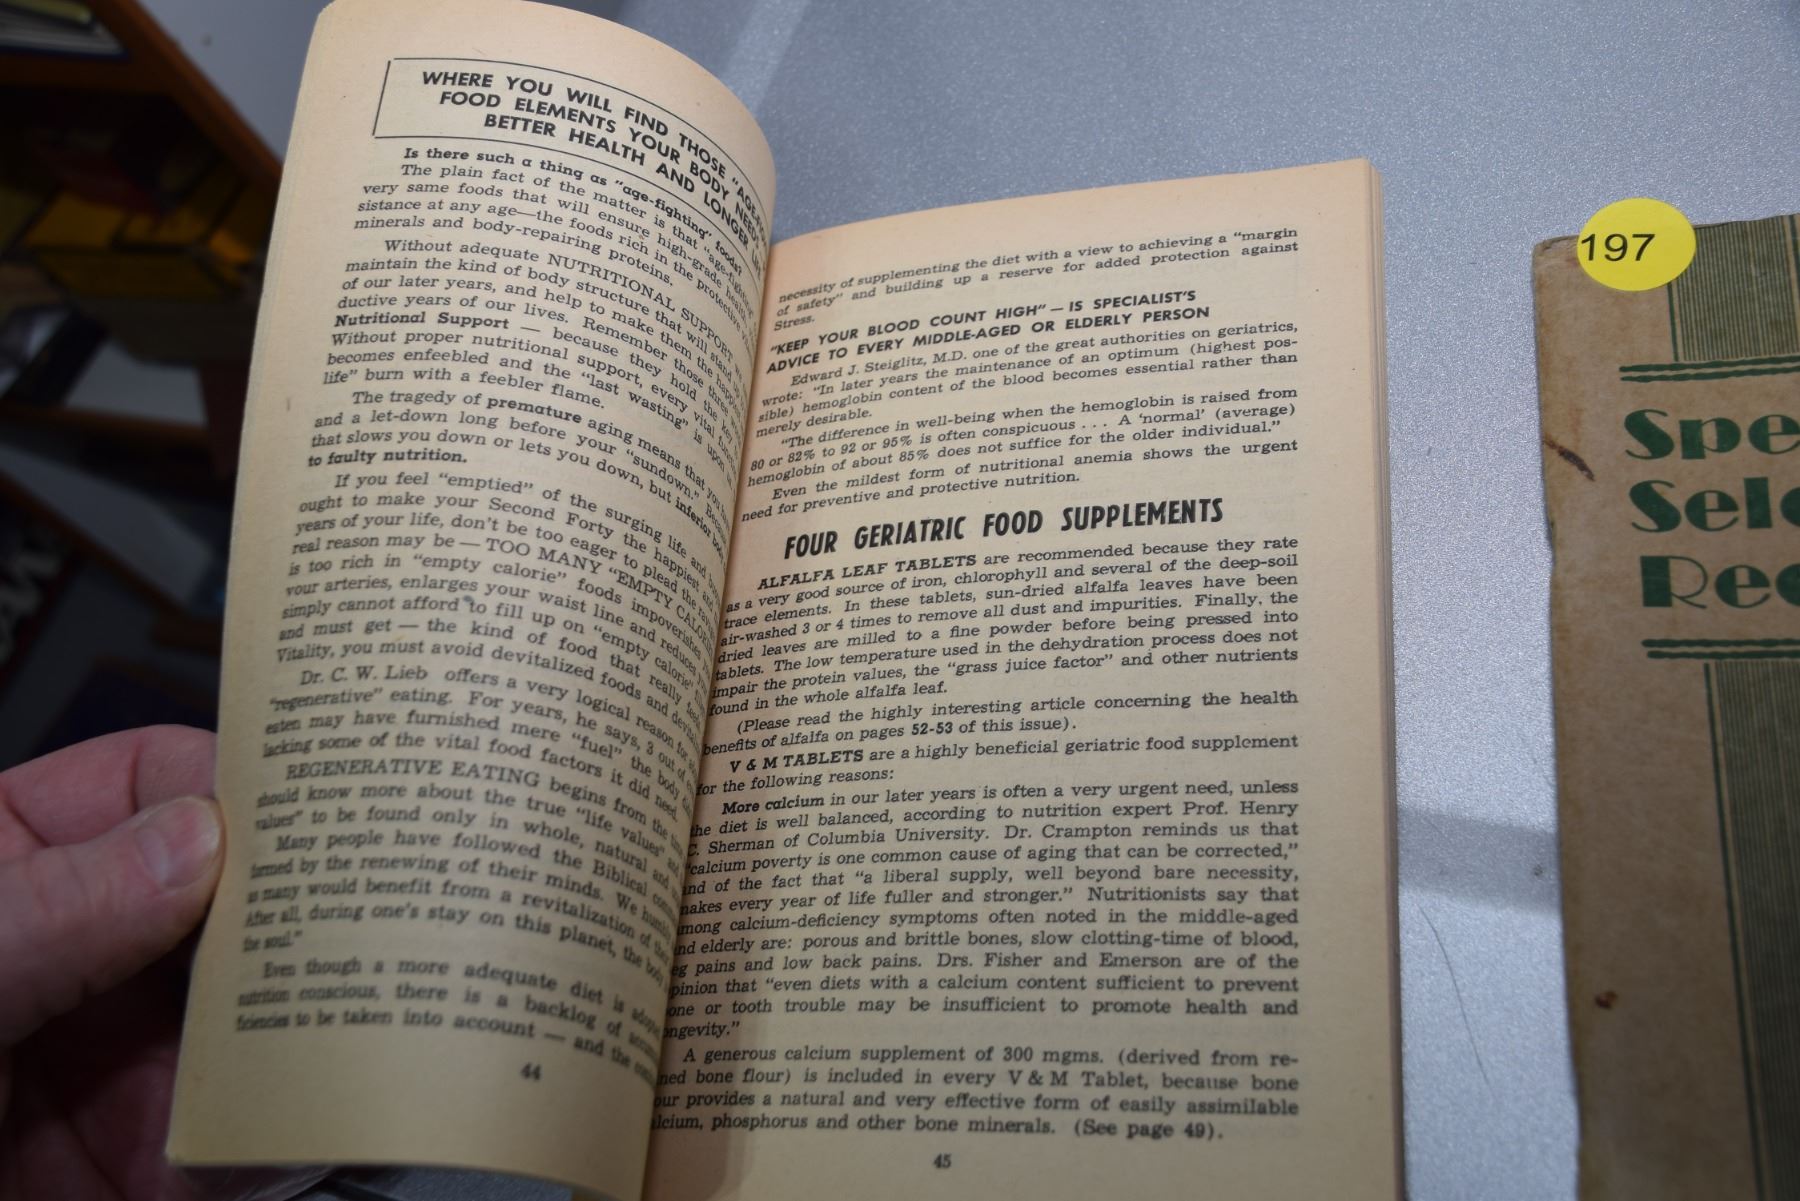 WHERE YOU WILL FIND THOSE "AGE-
FOOD ELEMENTS YOUR BODY NEEDS
BETTER HEALTH AND LONGER LIFE
Is there such a thing as "age-fighting" foods?
The plain fact of the matter is that "age-fighting"
very same foods that will ensure high-grade health
sistance at any age—the foods rich in the protective
minerals and body-repairing proteins.
Without adequate NUTRITIONAL SUPPORT, we
maintain the kind of body structure that will stand up
of our later years, and help to make them the happiest
ductive years of our lives. Remember those three
Nutritional Support — because they hold the key
Without proper nutritional support, every vital function
becomes enfeebled and the "last wasting" is upon
life" burn with a feebler flame.
The tragedy of premature aging means that you
and a let-down long before your "sundown."
that slows you down or lets you down, but inferior
to faulty nutrition.
If you feel "emptied" of the surging life and
ought to make your Second Forty the happiest and
years of your life, don't be too eager to plead the
real reason may be — TOO MANY "EMPTY CALORIE
is too rich in "empty calorie" foods impoverishes
your arteries, enlarges your waist line and reduces
simply cannot afford to fill up on "empty calorie"
and must get — the kind of food that really
Vitality, you must avoid devitalized foods and
Dr. C. W. Lieb offers a very logical reason for
"regenerative" eating. For years, he says, 3 out of
eaten may have furnished mere "fuel" the body
lacking some of the vital food factors it did need.
REGENERATIVE EATING begins from the time
should know more about the true "life values" and
values" to be found only in whole, natural and
Many people have followed the Biblical
formed by the renewing of their minds. We humbly
as many would benefit from a revitalization of their
After all, during one's stay on this planet, the body
the soul."
Even though a more adequate diet is
nutrition conscious, there is a backlog of
ficiencies to be taken into account — and the
44
necessity of supplementing the diet with a view to achieving a "margin
of safety" and building up a reserve for added protection against
Stress.
"KEEP YOUR BLOOD COUNT HIGH" — IS SPECIALIST'S
ADVICE TO EVERY MIDDLE-AGED OR ELDERLY PERSON
Edward J. Steiglitz, M.D. one of the great authorities on geriatrics,
wrote: "In later years the maintenance of an optimum (highest pos-
sible) hemoglobin content of the blood becomes essential rather than
merely desirable.
"The difference in well-being when the hemoglobin is raised from
80 or 82% to 92 or 95% is often conspicuous . . . A 'normal' (average)
hemoglobin of about 85% does not suffice for the older individual."
Even the mildest form of nutritional anemia shows the urgent
need for preventive and protective nutrition.
FOUR GERIATRIC FOOD SUPPLEMENTS
ALFALFA LEAF TABLETS are recommended because they rate
as a very good source of iron, chlorophyll and several of the deep-soil
trace elements. In these tablets, sun-dried alfalfa leaves have been
air-washed 3 or 4 times to remove all dust and impurities. Finally, the
dried leaves are milled to a fine powder before being pressed into
tablets. The low temperature used in the dehydration process does not
impair the protein values, the "grass juice factor" and other nutrients
found in the whole alfalfa leaf.
(Please read the highly interesting article concerning the health
benefits of alfalfa on pages 52-53 of this issue).
V & M TABLETS are a highly beneficial geriatric food supplement
for the following reasons:
More calcium in our later years is often a very urgent need, unless
the diet is well balanced, according to nutrition expert Prof. Henry
C. Sherman of Columbia University. Dr. Crampton reminds us that
"calcium poverty is one common cause of aging that can be corrected,"
and of the fact that "a liberal supply, well beyond bare necessity,
makes every year of life fuller and stronger." Nutritionists say that
mong calcium-deficiency symptoms often noted in the middle-aged
nd elderly are: porous and brittle bones, slow clotting-time of blood,
eg pains and low back pains. Drs. Fisher and Emerson are of the
pinion that "even diets with a calcium content sufficient to prevent
one or tooth trouble may be insufficient to promote health and
ongevity."
A generous calcium supplement of 300 mgms. (derived from re-
ned bone flour) is included in every V & M Tablet, because bone
our provides a natural and very effective form of easily assimilable
lcium, phosphorus and other bone minerals. (See page 49).
45
197
Spe
Sele
Rec